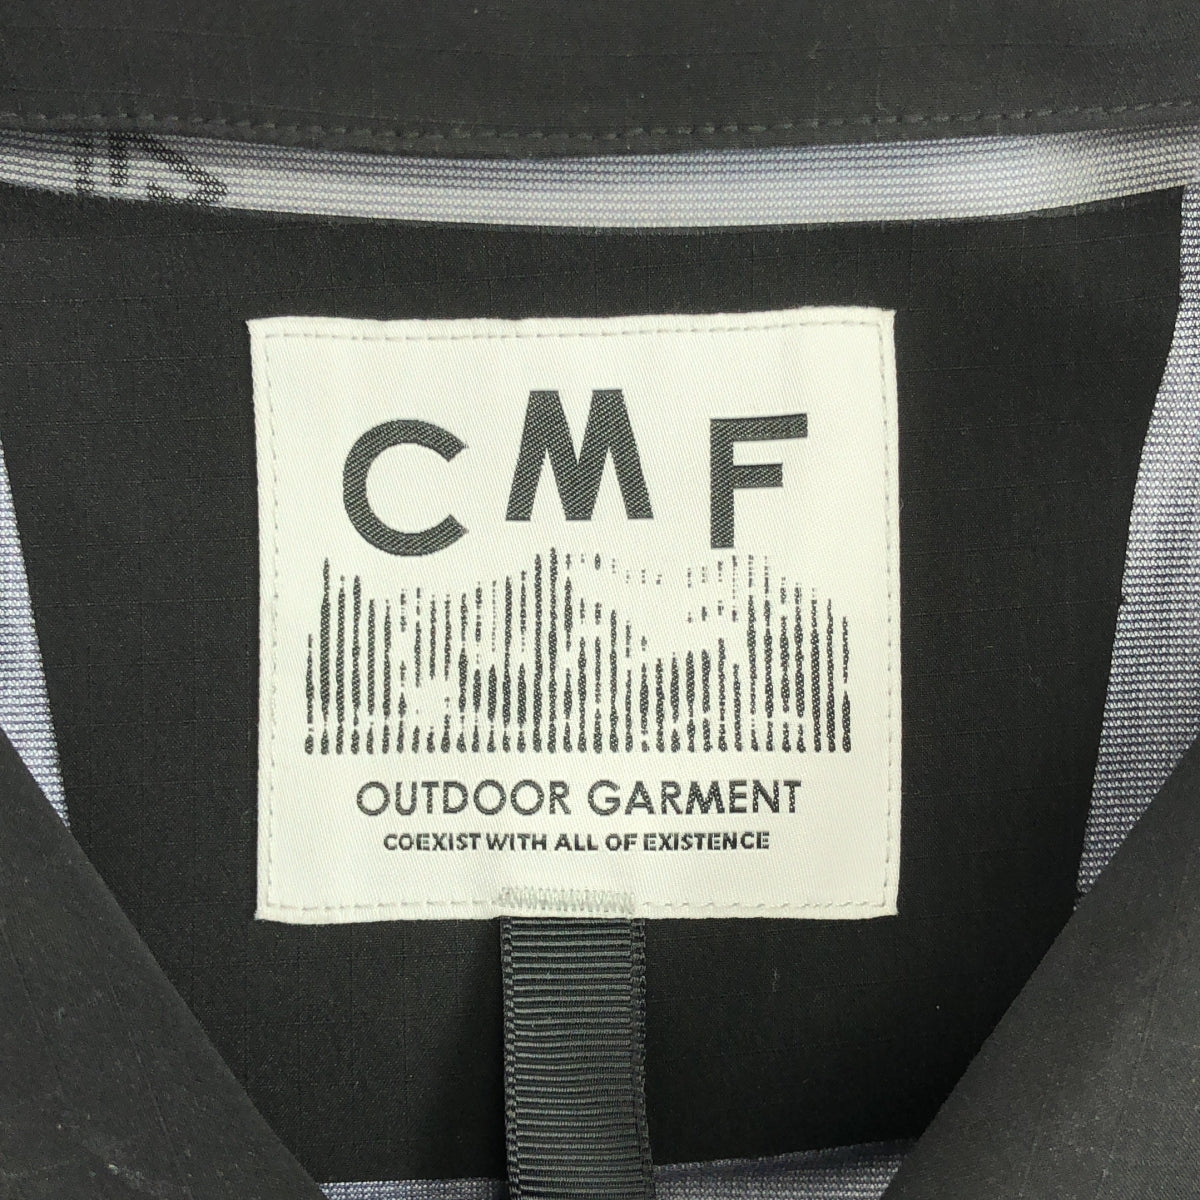 CMF
OUTDOOR GARMENT
COEXIST WITH ALL OF EXISTENCE